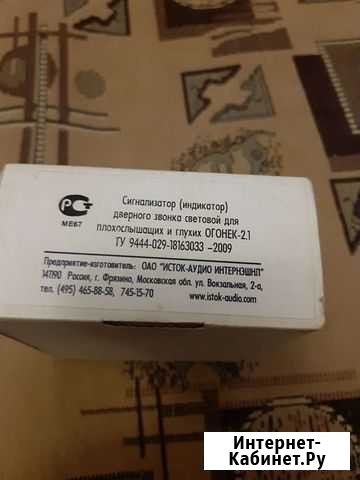 РС
МЕ67
Сигнализатор (индикатор)
дверного звонка световой для
плохослышащих и глухих ОГОНЕК-2.1
ТУ 9444-029-18163033 -2009
Предприятие-изготовитель: ОАО "ИСТОК-АУДИО ИНТЕРНЭШНЛ"
141190 Россия, г. Фрязино, Московская обл. ул. Вокзальная, 2-а,
тел. (495) 465-88-58, 745-15-70
www.istok-audio.com
Интернет-
Кабинет.Ру